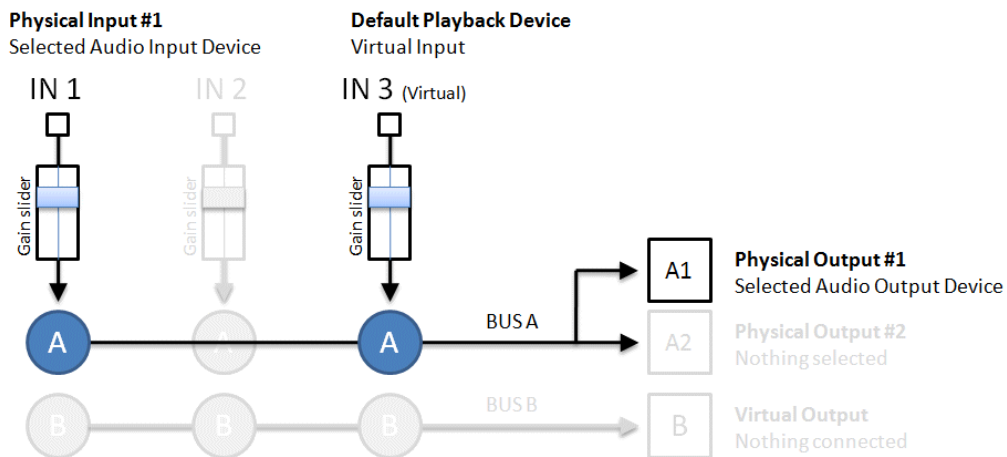 Physical Input #1
Selected Audio Input Device
Default Playback Device
Virtual Input
IN 1
IN 2
IN 3 (Virtual)
Gain slider
Gain slider
Gain slider
A
A
A
BUS A
A1
Physical Output #1
Selected Audio Output Device
A2
Physical Output #2
Nothing selected
B
B
B
BUS B
B
Virtual Output
Nothing connected